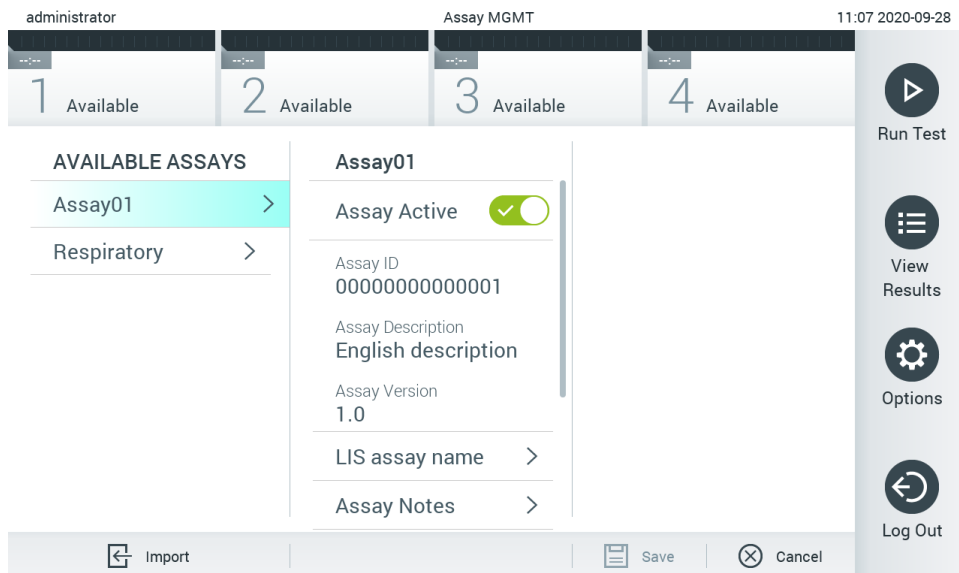 administrator
Assay MGMT
11:07 2020-09-28
--:--
--:--
--:--
--:--
1 Available
2 Available
3 Available
4 Available
Run Test
View
Results
Options
Log Out
AVAILABLE ASSAYS
Assay01
Respiratory
Assay01
Assay Active
Assay ID
00000000000001
Assay Description
English description
Assay Version
1.0
LIS assay name
Assay Notes
Import
Save
Cancel